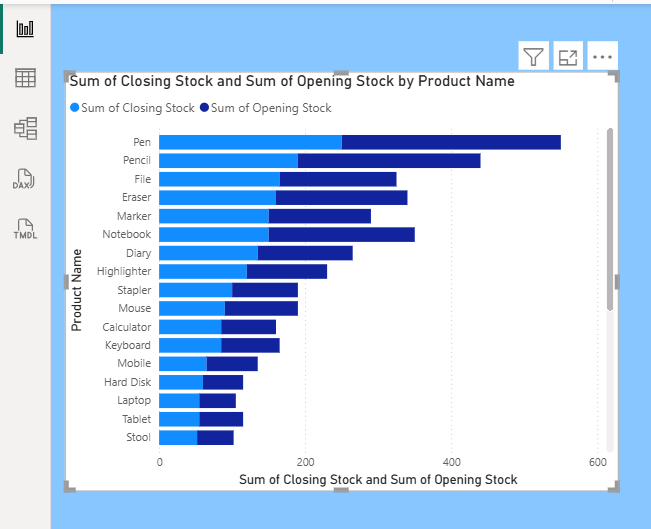 Sum of Closing Stock and Sum of Opening Stock by Product Name
Sum of Closing Stock Sum of Opening Stock
Pen
Pencil
File
Eraser
Marker
Notebook
Diary
Highlighter
Stapler
Mouse
Calculator
Keyboard
Mobile
Hard Disk
Laptop
Tablet
Stool
Product Name
0 200 400 600
Sum of Closing Stock and Sum of Opening Stock
DAX
TMDL